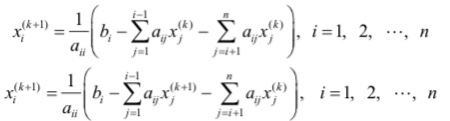 $x_i^{(k+1)} = \frac{1}{a_{ii}} \left( b_i - \sum_{j=1}^{i-1} a_{ij} x_j^{(k)} - \sum_{j=i+1}^{n} a_{ij} x_j^{(k)} \right), \ i = 1, \ 2, \ \cdots, \ n$
$x_i^{(k+1)} = \frac{1}{a_{ii}} \left( b_i - \sum_{j=1}^{i-1} a_{ij} x_j^{(k+1)} - \sum_{j=i+1}^{n} a_{ij} x_j^{(k)} \right), \ i = 1, \ 2, \ \cdots, \ n$